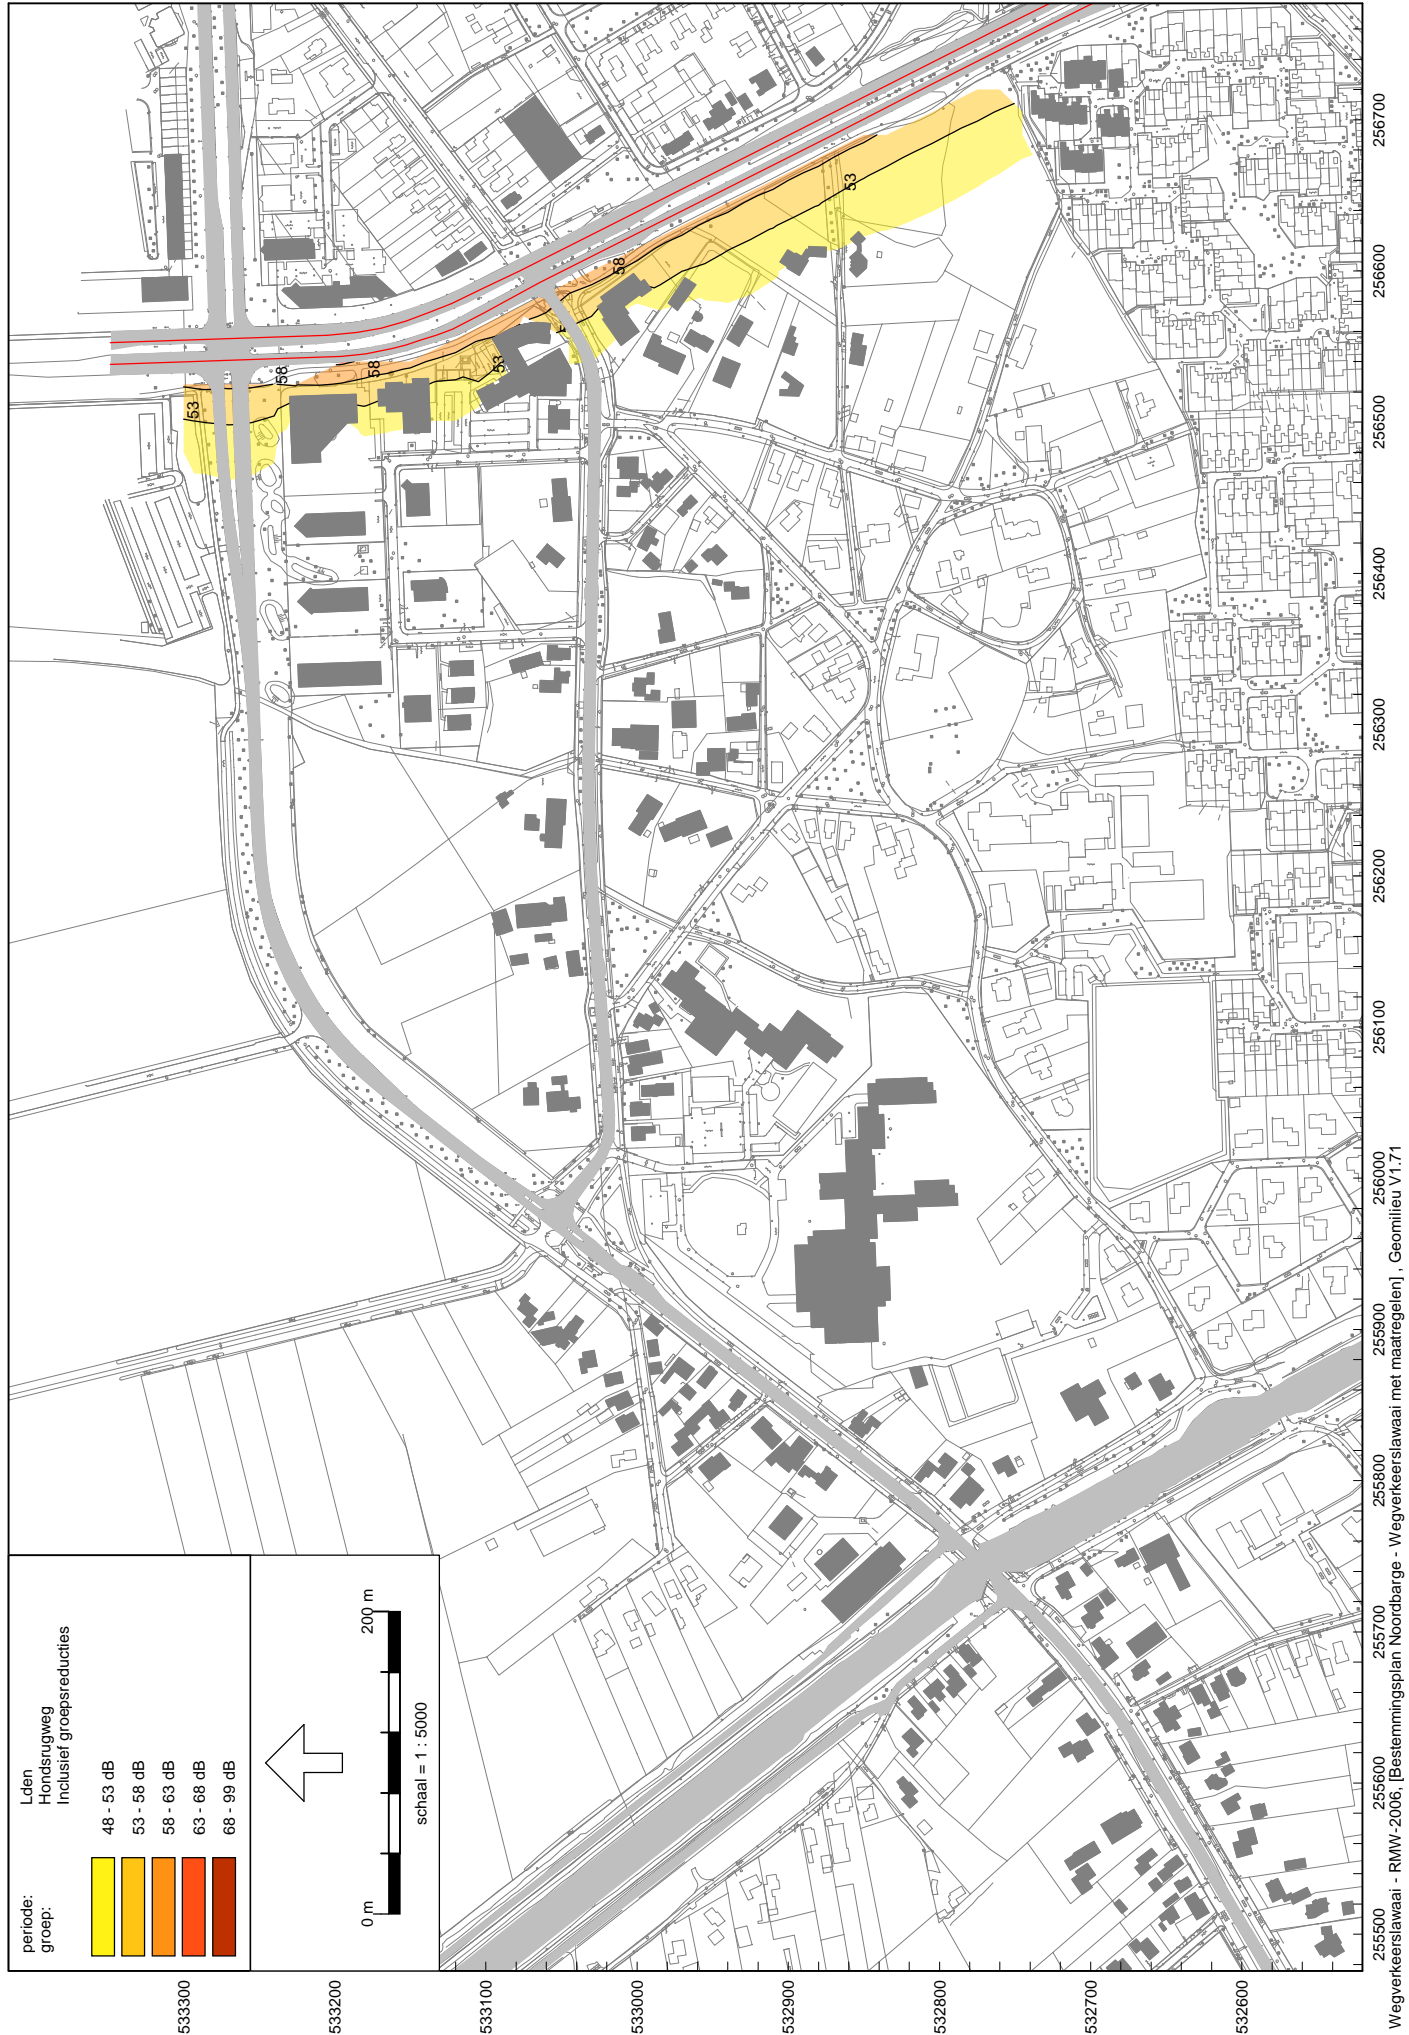 periode: Lden
groep: Hondsrugweg
Inclusief groepsreducties
48 - 53 dB
53 - 58 dB
58 - 63 dB
63 - 68 dB
68 - 99 dB
0 m 200 m
schaal = 1 : 5000
53
58
58
53
58
53
533300
533200
533100
533000
532900
532800
532700
532600
255500 255600 255700 255800 255900 256000 256100 256200 256300 256400 256500 256600 256700
Wegverkeerslawaai - RMW-2006, [Bestemmingsplan Noordbarge - Wegverkeerslawaai met maatregelen] , Geomilieu V1.71